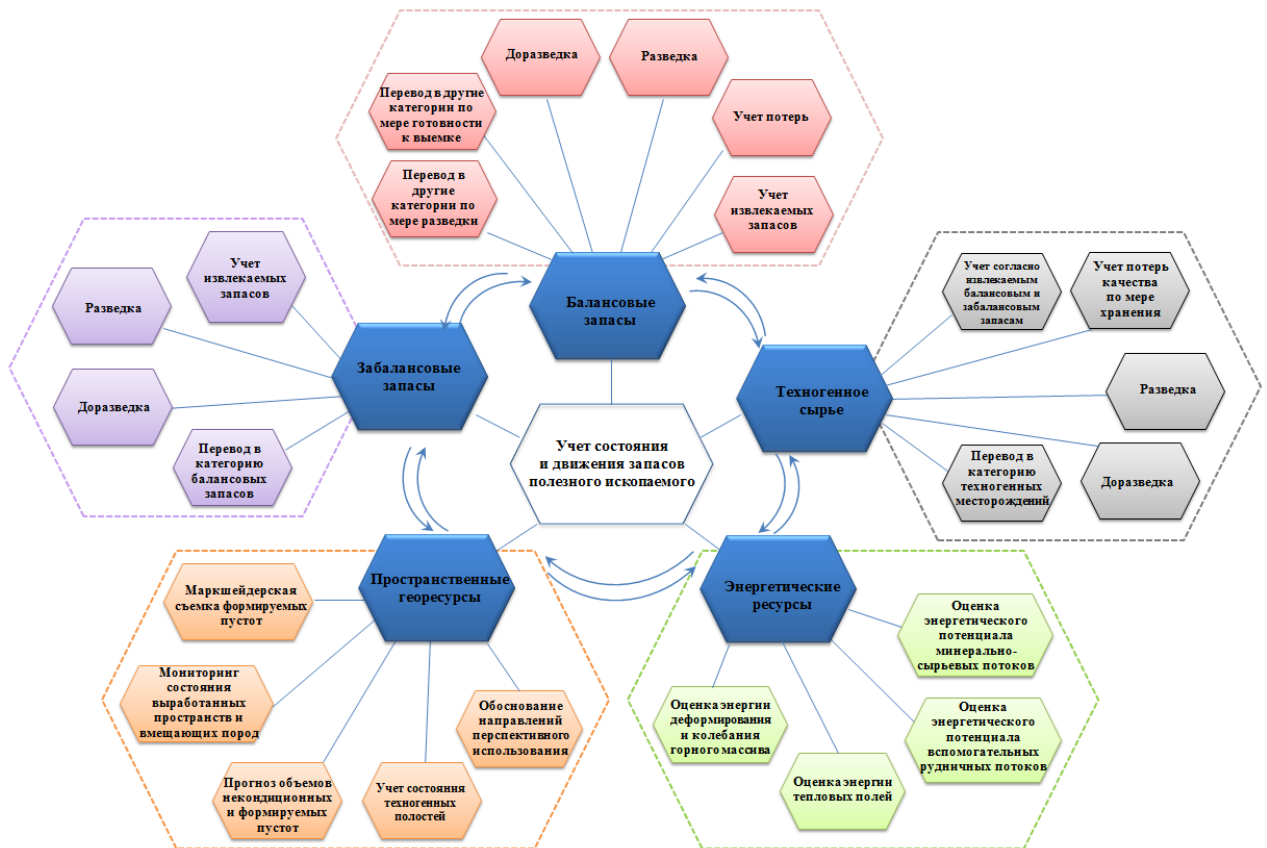 Доразведка
Разведка
Перевод в другие
категории по
мере готовности
к выемке
Учет потерь
Перевод в
другие
категории по
мере разведки
Учет
извлекаемых
запасов
Балансовые
запасы
Учет
извлекаемых
запасов
Разведка
Доразведка
Перевод в
категорию
балансовых
запасов
Забалансовые
запасы
Учет согласно
извлекаемым
балансовым и
забалансовым
запасам
Учет потерь
качества
по мере
хранения
Разведка
Доразведка
Перевод в
категорию
техногенных
месторождений
Техногенное
сырье
Учет состояния
и движения запасов
полезного ископаемого
Пространственные
георесурсы
Маркшейдерская
съемка формируемых
пустот
Мониторинг
состояния
выработанных
пространств и
вмещающих пород
Прогноз объемов
некондиционных
и формируемых
пустот
Учет состояния
техногенных
полостей
Обоснование
направлений
перспективного
использования
Энергетические
ресурсы
Оценка
энергетического
потенциала
минерально-
сырьевых потоков
Оценка
энергетического
потенциала
вспомогательных
рудничных потоков
Оценка энергии
деформирования
и колебания
горного массива
Оценка энергии
тепловых полей